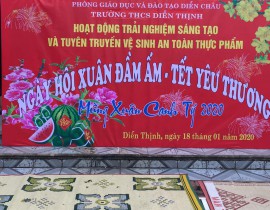 PHÒNG GIÁO DỤC VÀ ĐÀO TẠO DIỄN CHÂU
TRƯỜNG THCS DIỄN THỊNH
HOẠT ĐỘNG TRẢI NGHIỆM SÁNG TẠO
VÀ TUYÊN TRUYỀN VỆ SINH AN TOÀN THỰC PHẨM
NGÀY HỘI XUÂN ĐẦM ẤM - TẾT YÊU THƯƠNG
Mừng Xuân Canh Tý 2020
Diễn Thịnh, ngày 18 tháng 01 năm 2020